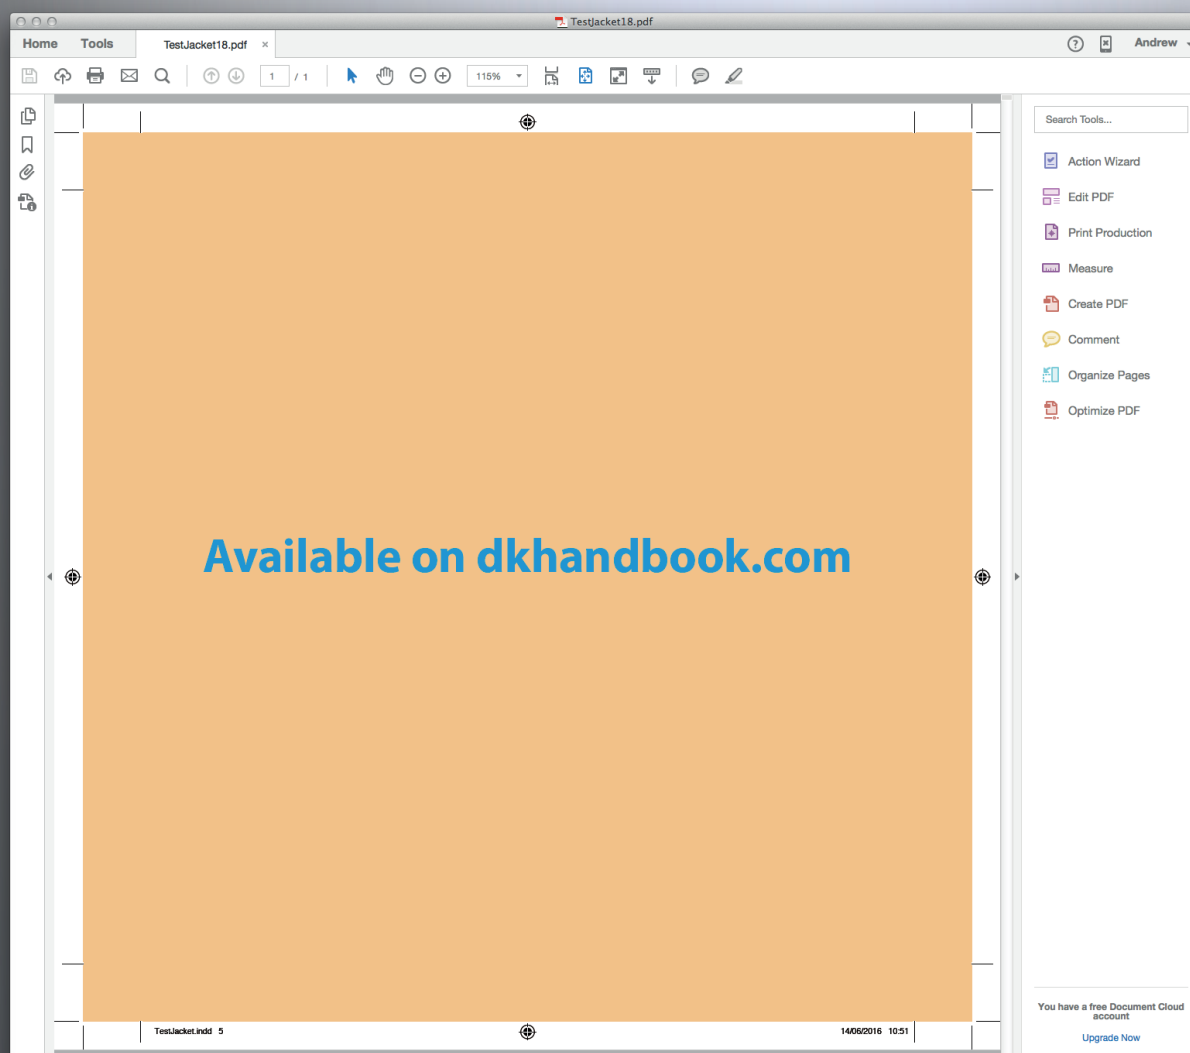 TestJacket18.pdf
Home Tools TestJacket18.pdf × Andrew
1 / 1 115%
Search Tools...
Action Wizard
Edit PDF
Print Production
Measure
Create PDF
Comment
Organize Pages
Optimize PDF
Available on dkhandbook.com
TestJacket.indd 5 14/06/2016 10:51
You have a free Document Cloud
account
Upgrade Now